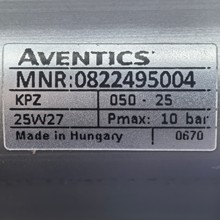 AVENTICS
MNR:0822495004
KPZ 050 - 25
25W27 Pmax: 10 bar
Made in Hungary 0670